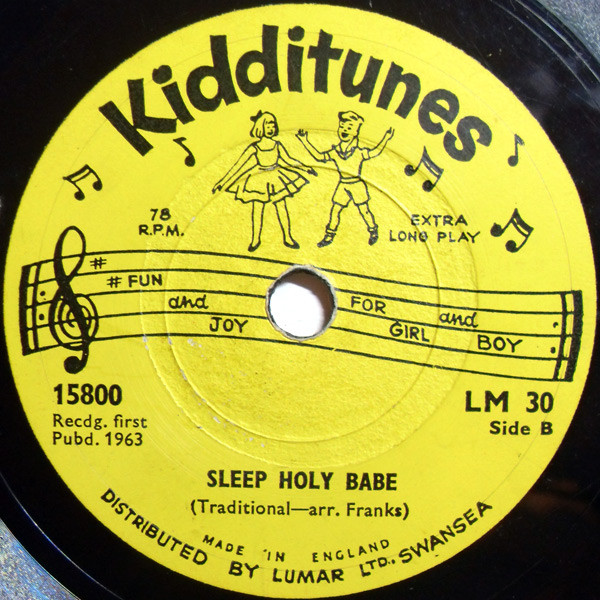 Kidditunes
78
R.P.M.
EXTRA
LONG PLAY
FUN
and
JOY
FOR
GIRL
and
BOY
15800
Recdg. first
Pubd. 1963
LM 30
Side B
SLEEP HOLY BABE
(Traditional—arr. Franks)
MADE IN ENGLAND
DISTRIBUTED BY LUMAR LTD., SWANSEA